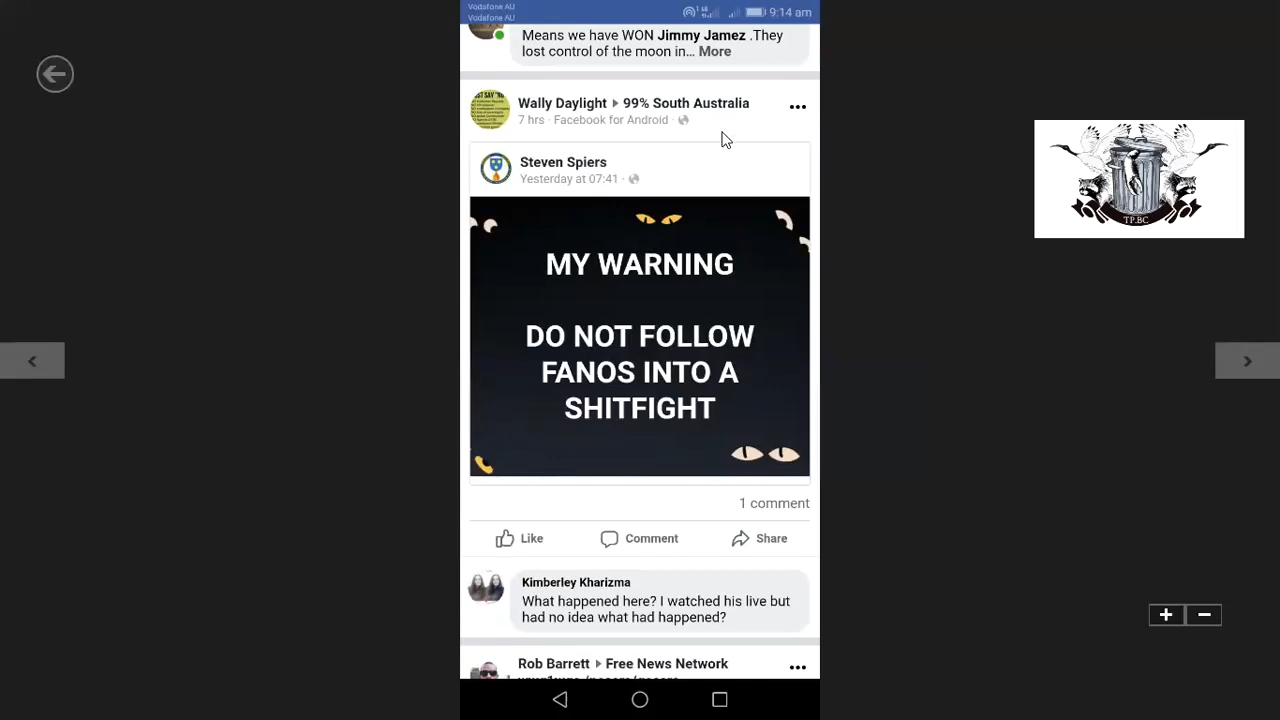 Vodafone AU
Vodafone AU
9:14 am
Means we have WON Jimmy Jamez .They
lost control of the moon in... More
Wally Daylight ▸ 99% South Australia
7 hrs · Facebook for Android ·
Steven Spiers
Yesterday at 07:41 ·
MY WARNING
DO NOT FOLLOW
FANOS INTO A
SHITFIGHT
1 comment
Like Comment Share
Kimberley Kharizma
What happened here? I watched his live but
had no idea what had happened?
Rob Barrett ▸ Free News Network
TP.BC